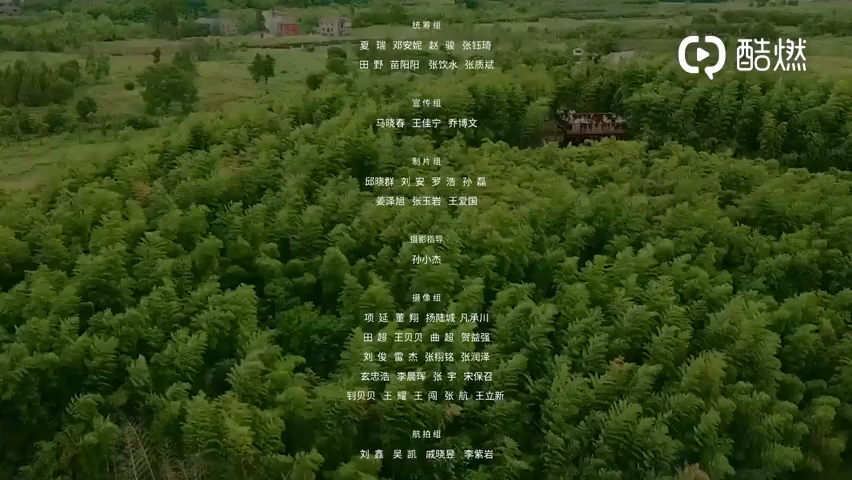 酷燃
统筹组
夏 瑞 邓安妮 赵 骏 张钰琦
田 野 苗阳阳 张饮水 张质斌
宣传组
马晓春 王佳宁 乔博文
制片组
邱晓群 刘 安 罗 浩 孙 磊
姜泽旭 张玉岩 王爱国
摄影指导
孙小杰
摄像组
项 延 董 翔 扬陆城 凡承川
田 超 王贝贝 曲 超 贺益强
刘 俊 雷 杰 张栩铭 张润泽
玄忠浩 李晨珲 张 宇 宋保召
钊贝贝 王 耀 王 闯 张 航 王立新
航拍组
刘 鑫 吴 凯 戚晓昱 李紫岩